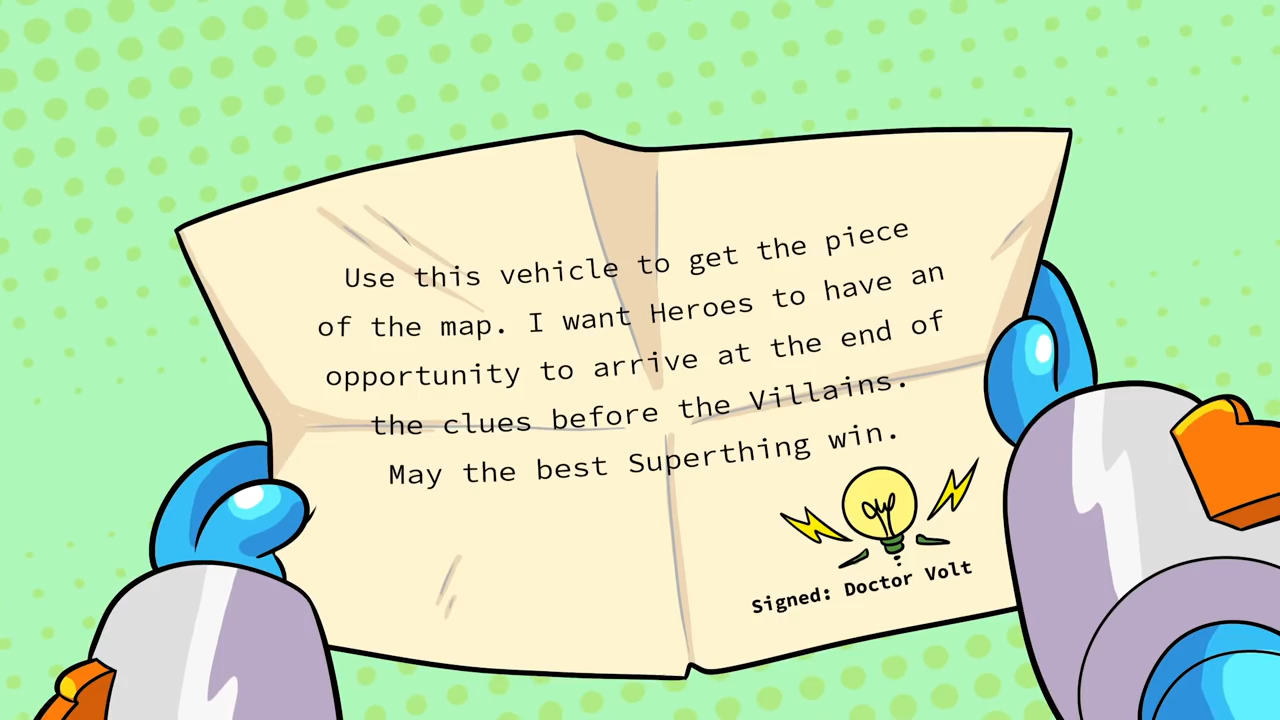 Use this vehicle to get the piece
of the map. I want Heroes to have an
opportunity to arrive at the end of
the clues before the Villains.
May the best Superthing win.
Signed: Doctor Volt